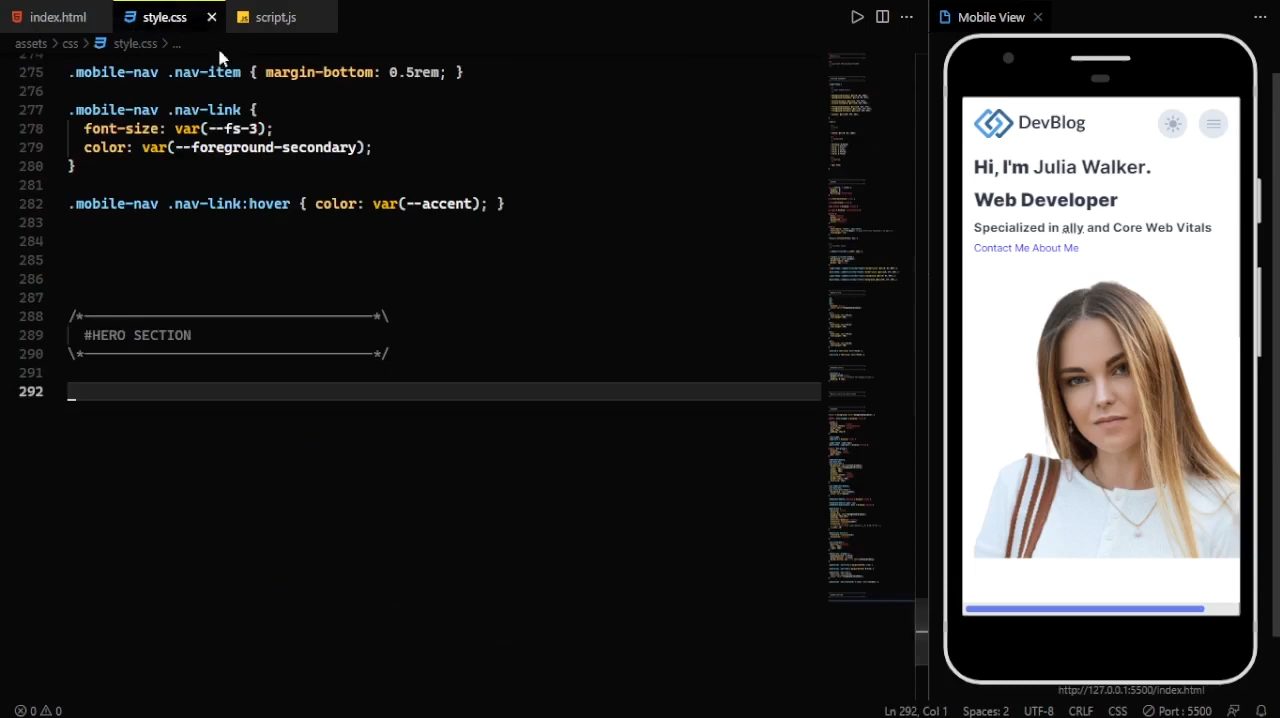 index.html style.css script.js
assets > css > style.css > ...
274
275 .mobile-nav .nav-item { margin-bottom: 0.5rem; }
276
277 .mobile-nav .nav-link {
278 font-size: var(--fs-3);
279 color: var(--foreground-secondary);
280 }
281
282 .mobile-nav .nav-link:hover { color: var(--accent); }
283
284
285
286
287
288 /*-----------------------------------*\
289 #HERO SECTION
290 \*-----------------------------------*/
291
292
Mobile View
DevBlog
Hi, I'm Julia Walker.
Web Developer
Specialized in a11y and Core Web Vitals
Contact Me About Me
http://127.0.0.1:5500/index.html
0 0 Ln 292, Col 1 Spaces: 2 UTF-8 CRLF CSS Port : 5500